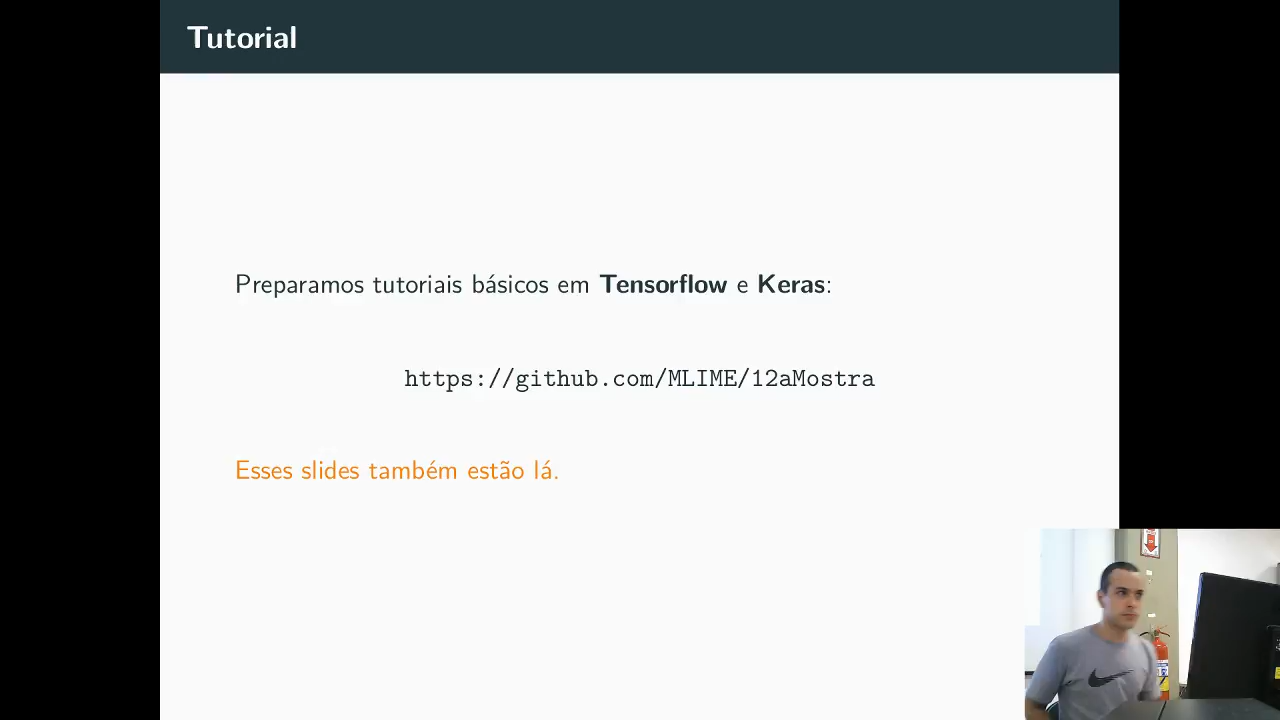 Tutorial
Preparamos tutoriais básicos em Tensorflow e Keras:
https://github.com/MLIME/12aMostra
Esses slides também estão lá.